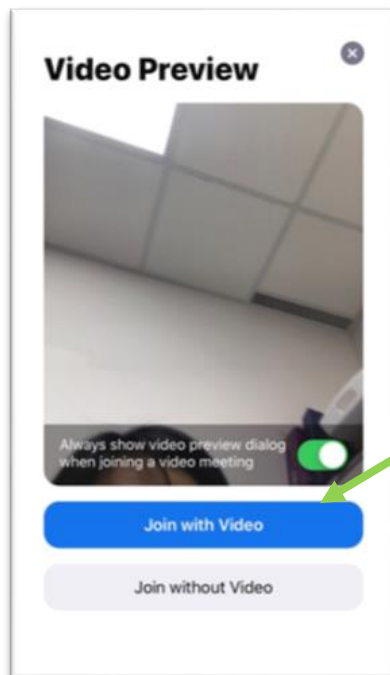 Video Preview
Always show video preview dialog
when joining a video meeting
Join with Video
Join without Video